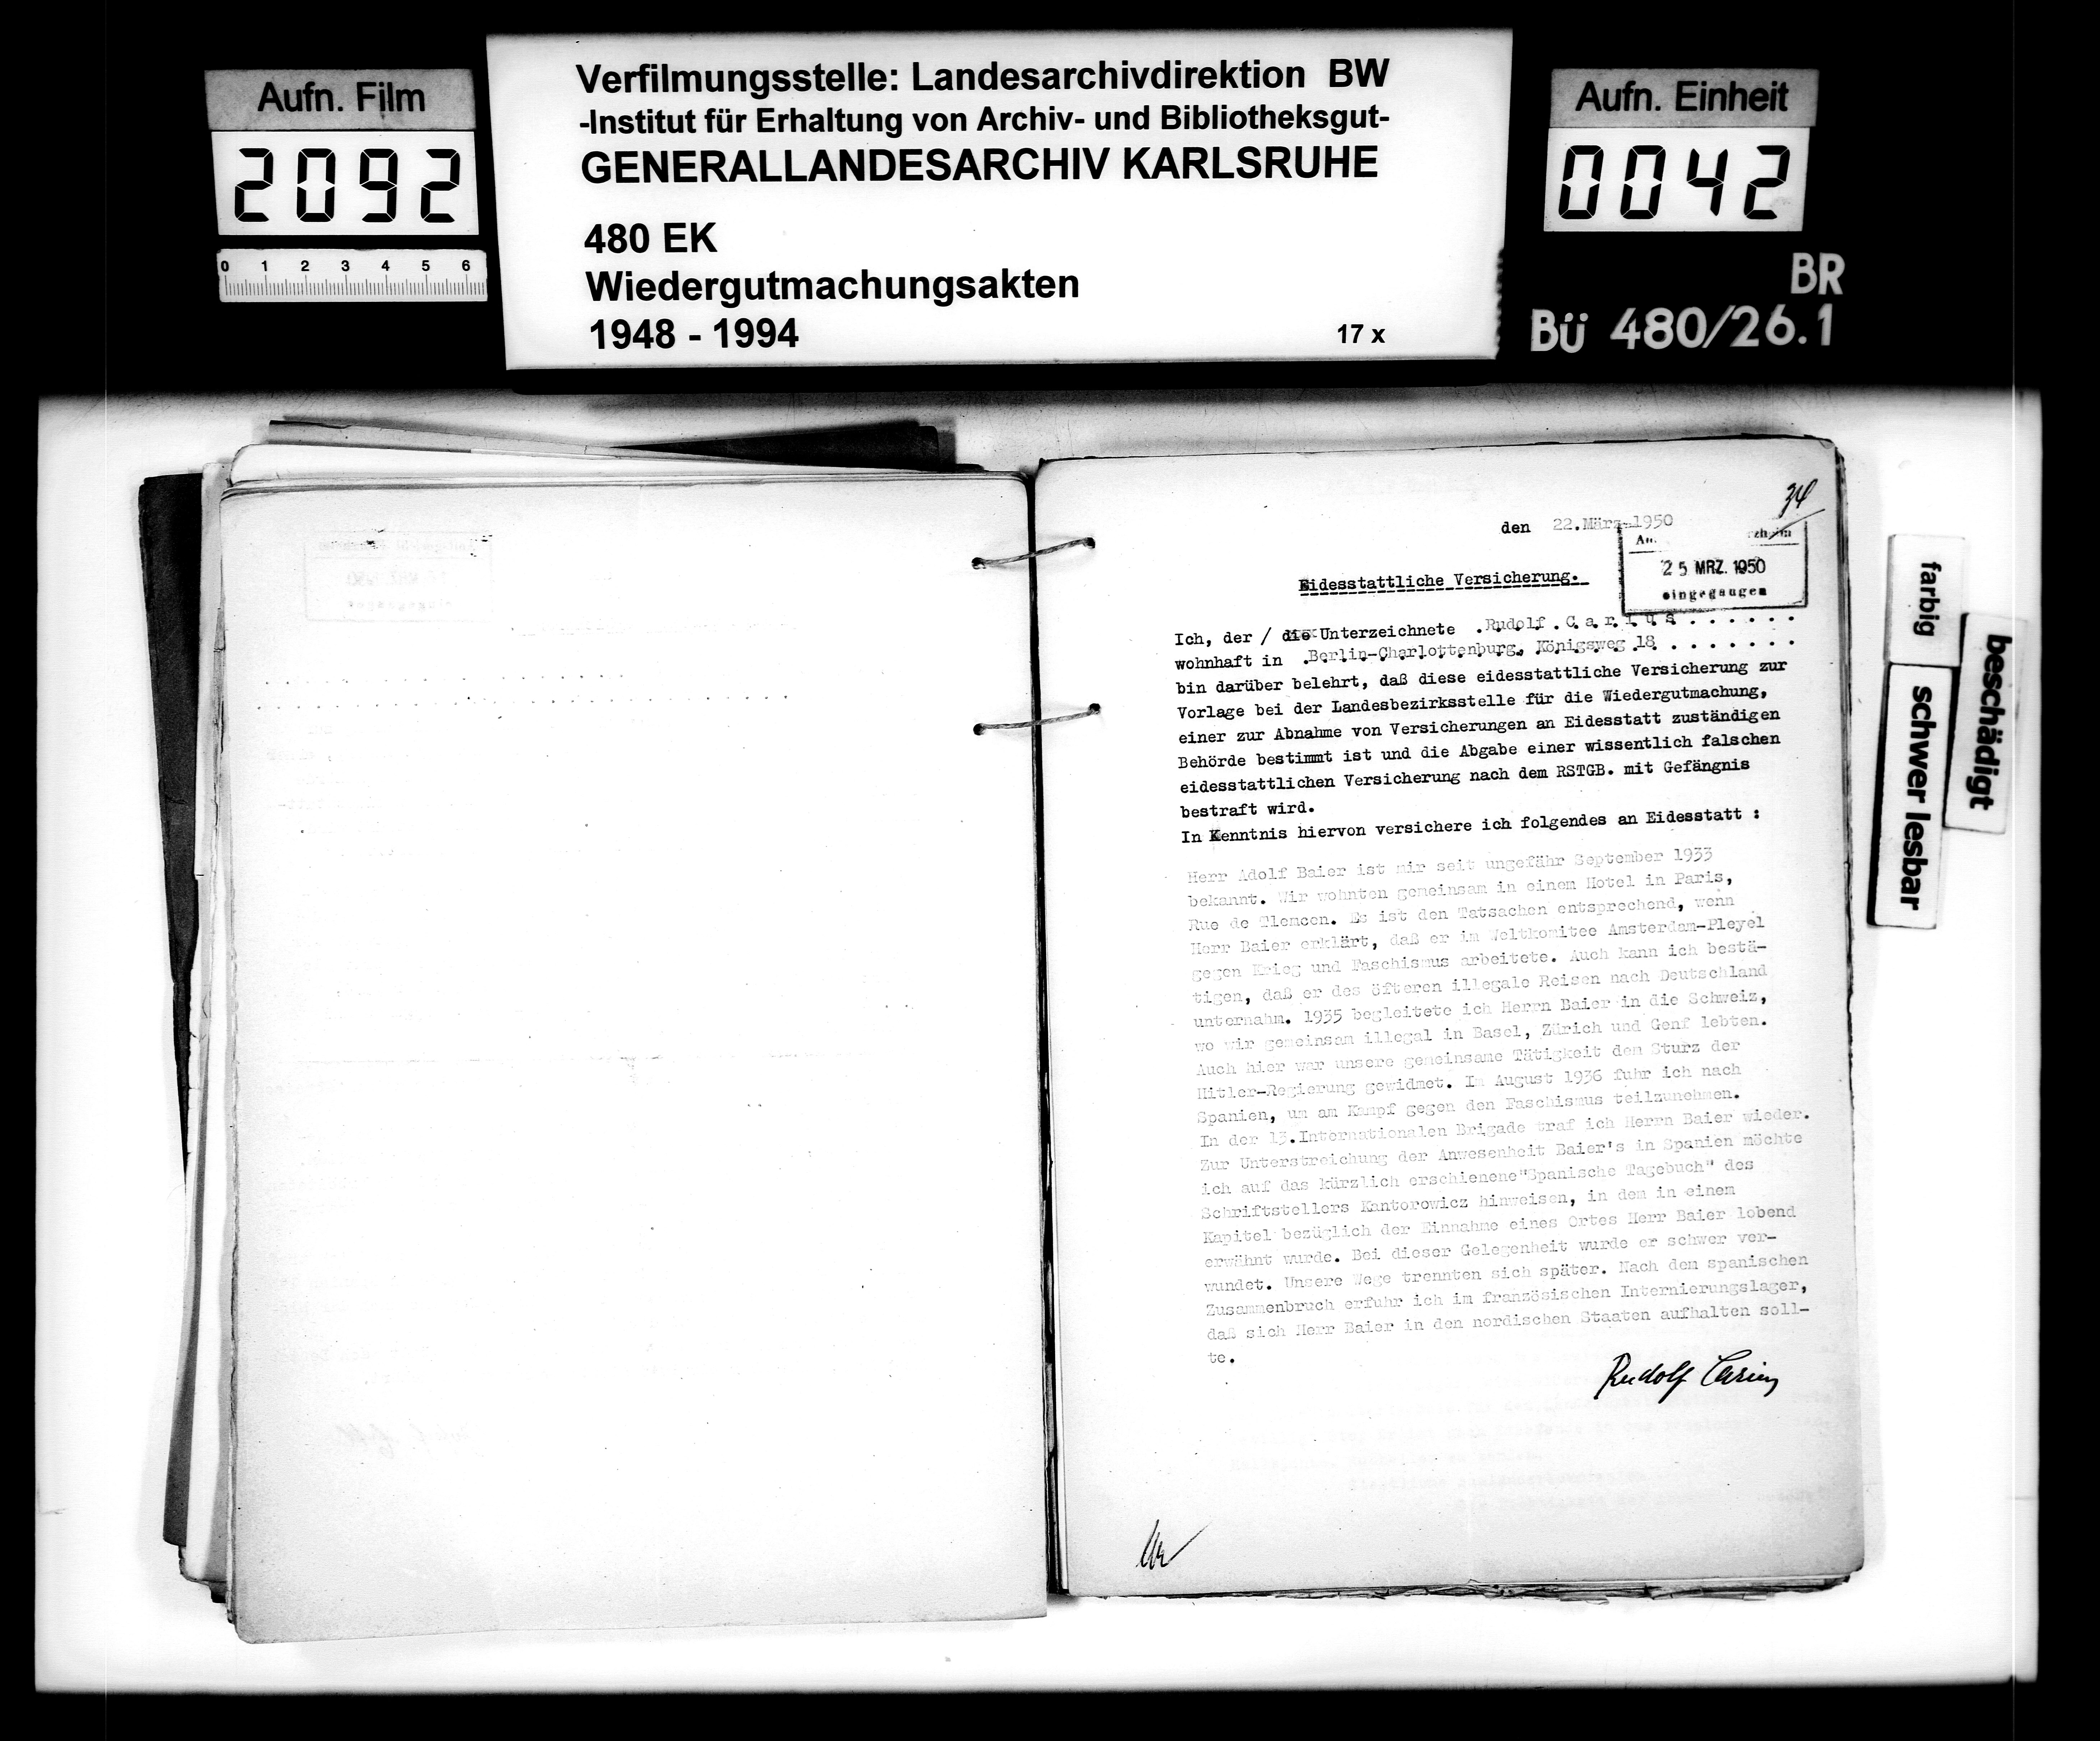 Aufn. Film
2092
0 1 2 3 4 5 6
Verfilmungsstelle: Landesarchivdirektion BW
-Institut für Erhaltung von Archiv- und Bibliotheksgut-
GENERALLANDESARCHIV KARLSRUHE
480 EK
Wiedergutmachungsakten
1948 - 1994
17 x
Aufn. Einheit
0042
BR
Bü 480/26.1
farbig
schwer lesbar
beschädigt
34
den 22.März 1950
25 MRZ. 1950
eingegangen
Eidesstattliche Versicherung.
Ich, der / die Unterzeichnete Rudolf Carius
wohnhaft in Berlin-Charlottenburg, Königsweg 18
bin darüber belehrt, daß diese eidesstattliche Versicherung zur
Vorlage bei der Landesbezirksstelle für die Wiedergutmachung,
einer zur Abnahme von Versicherungen an Eidesstatt zuständigen
Behörde bestimmt ist und die Abgabe einer wissentlich falschen
eidesstattlichen Versicherung nach dem RSTGB. mit Gefängnis
bestraft wird.
In Kenntnis hiervon versichere ich folgendes an Eidesstatt :
Herr Adolf Baier ist mir seit ungefähr September 1933
bekannt. Wir wohnten gemeinsam in einem Hotel in Paris,
Rue de Tlemcen. Es ist den Tatsachen entsprechend, wenn
Herr Baier erklärt, daß er im Weltkomitee Amsterdam-Pleyel
gegen Krieg und Faschismus arbeitete. Auch kann ich bestä-
tigen, daß er des öfteren illegale Reisen nach Deutschland
unternahm. 1935 begleitete ich Herrn Baier in die Schweiz,
wo wir gemeinsam illegal in Basel, Zürich und Genf lebten.
Auch hier war unsere gemeinsame Tätigkeit dem Sturz der
Hitler-Regierung gewidmet. Im August 1936 fuhr ich nach
Spanien, um am Kampf gegen den Faschismus teilzunehmen.
In der 13.Internationalen Brigade traf ich Herrn Baier wieder.
Zur Unterstreichung der Anwesenheit Baier's in Spanien möchte
ich auf das kürzlich erschienene"Spanische Tagebuch" des
Schriftstellers Kantorowicz hinweisen, in dem in einem
Kapitel bezüglich der Einnahme eines Ortes Herr Baier lobend
erwähnt wurde. Bei dieser Gelegenheit wurde er schwer ver-
wundet. Unsere Wege trennten sich später. Nach dem spanischen
Zusammenbruch erfuhr ich im französischen Internierungslager,
daß sich Herr Baier in den nordischen Staaten aufhalten soll-
te.
Rudolf Carius